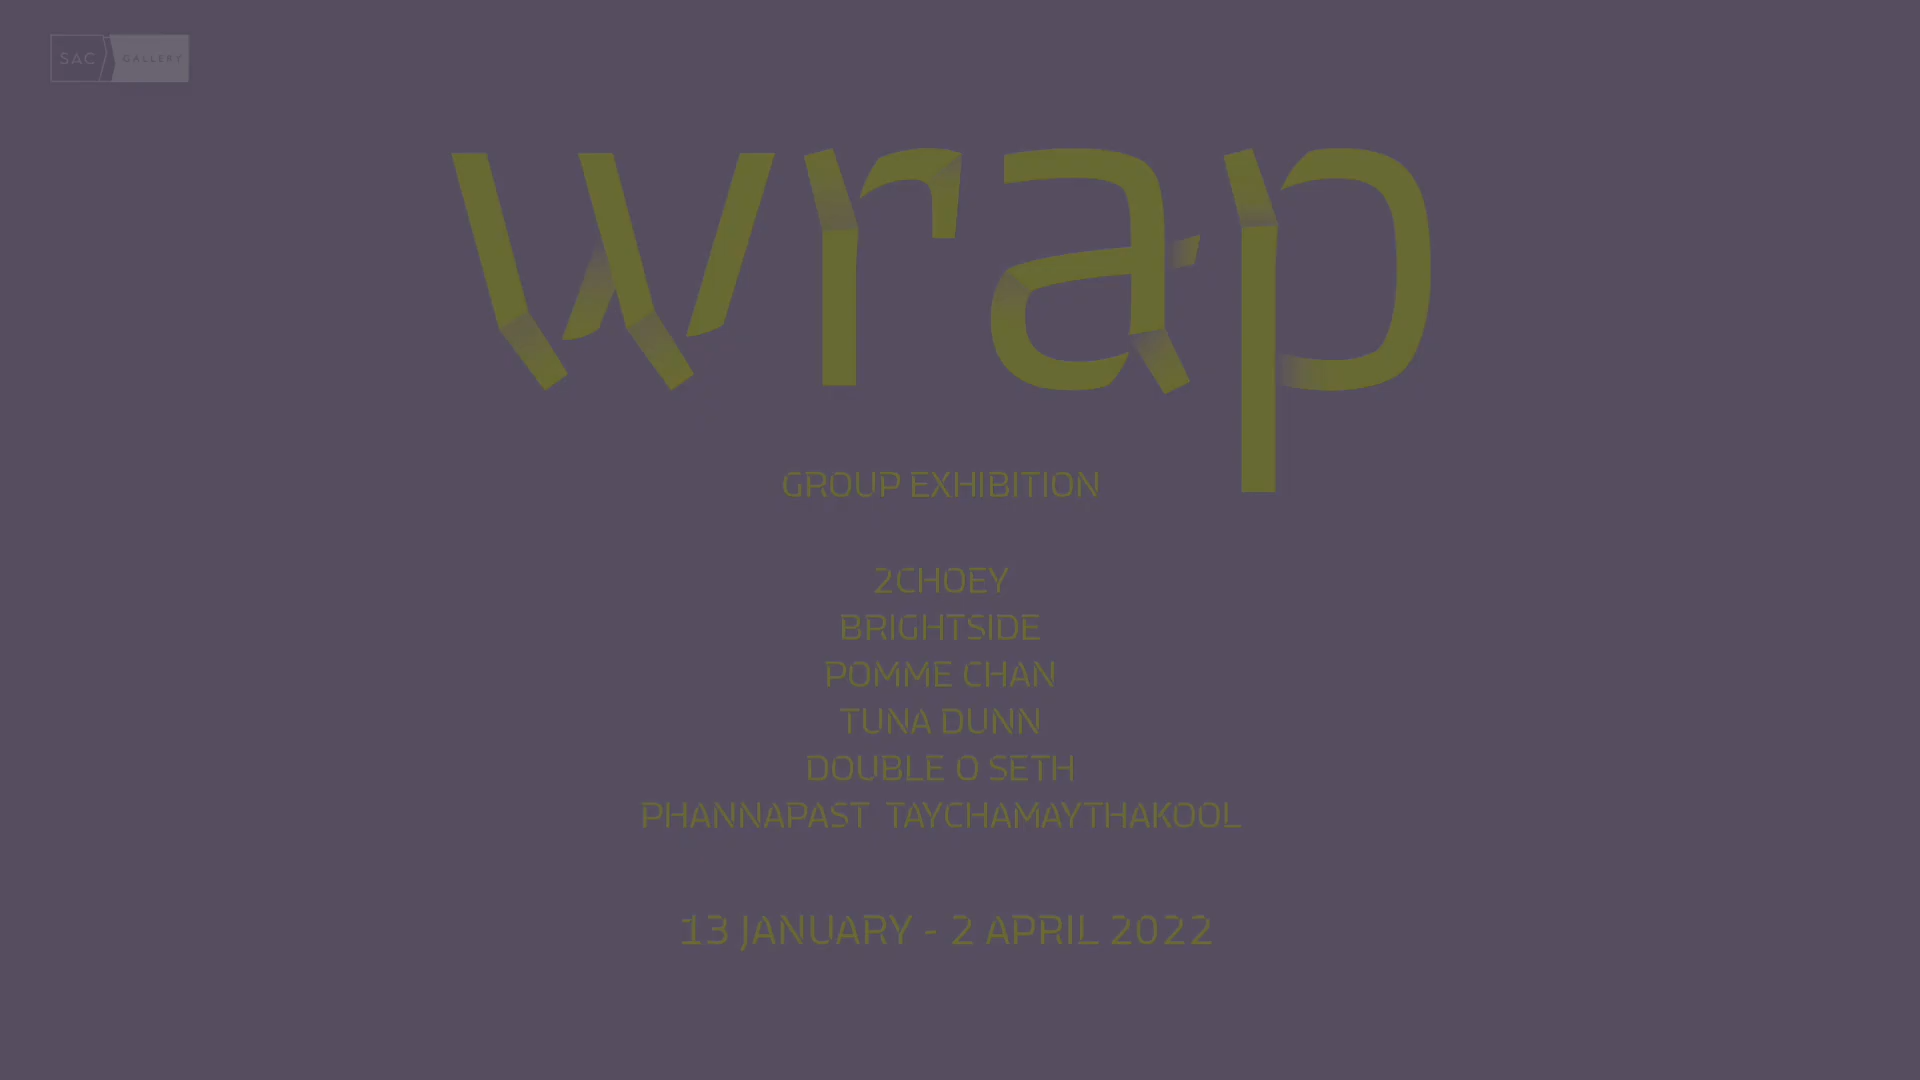 SAC GALLERY
wrap
GROUP EXHIBITION
2CHOEY
BRIGHTSIDE
POMME CHAN
TUNA DUNN
DOUBLE O SETH
PHANNAPAST TAYCHAMAYTHAKOOL
13 JANUARY - 2 APRIL 2022